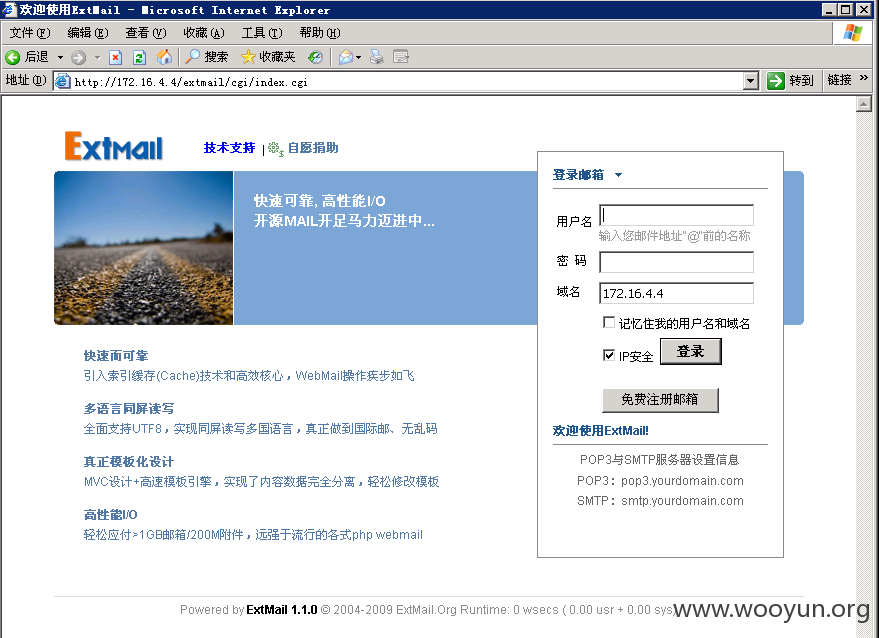 欢迎使用ExtMail - Microsoft Internet Explorer
文件(F) 编辑(E) 查看(V) 收藏(A) 工具(T) 帮助(H)
后退 搜索 收藏夹
地址(D) http://172.16.4.4/extmail/cgi/index.cgi 转到 链接 »
ExtMail 技术支持 | $ 自愿捐助
快速可靠, 高性能I/O
开源MAIL开足马力迈进中...
快速而可靠
引入索引缓存(Cache)技术和高效核心，WebMail操作疾步如飞
多语言同屏读写
全面支持UTF8，实现同屏读写多国语言，真正做到国际邮、无乱码
真正模板化设计
MVC设计+高速模板引擎，实现了内容数据完全分离，轻松修改模板
高性能I/O
轻松应付>1GB邮箱/200M附件，远强于流行的各式php webmail
登录邮箱
用户名
输入您邮件地址"@"前的名称
密 码
域名 172.16.4.4
记忆住我的用户名和域名
IP安全 登录
免费注册邮箱
欢迎使用ExtMail!
POP3与SMTP服务器设置信息
POP3: pop3.yourdomain.com
SMTP: smtp.yourdomain.com
Powered by ExtMail 1.1.0 © 2004-2009 ExtMail.Org Runtime: 0 wsecs ( 0.00 usr + 0.00 sys
www.wooyun.org